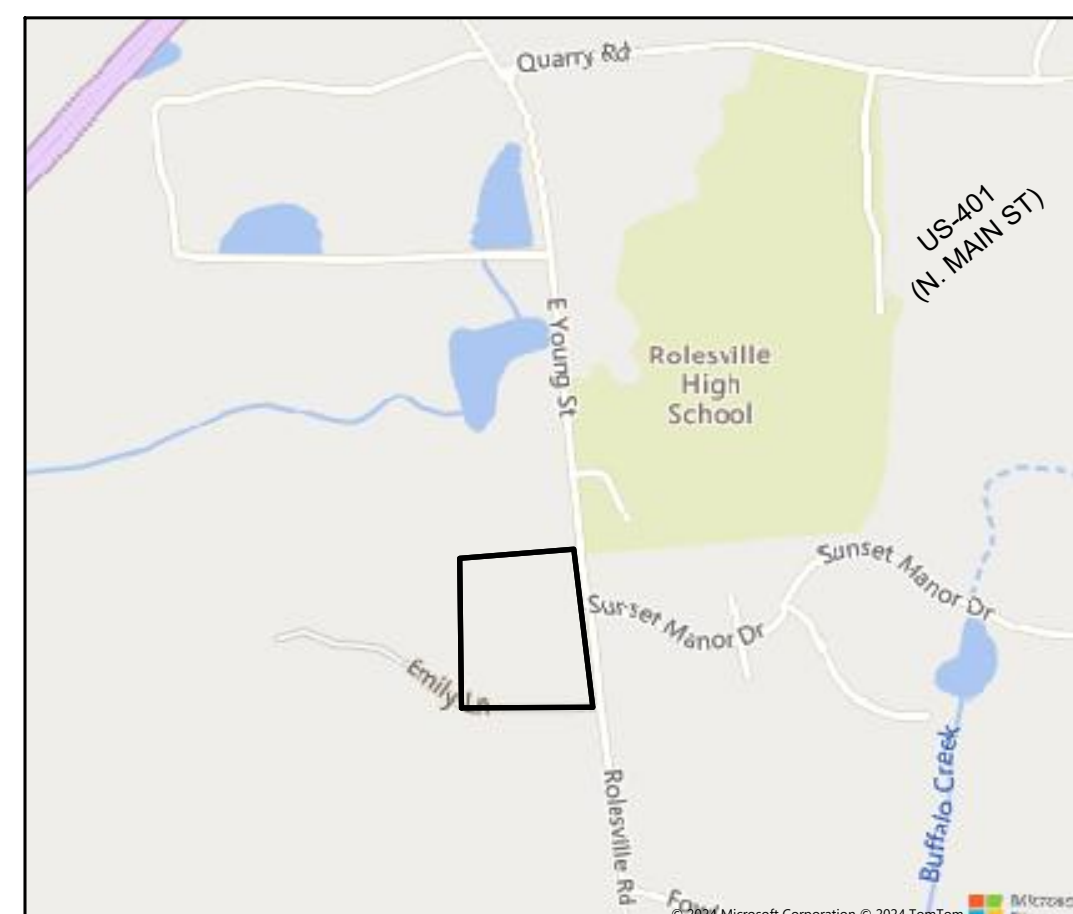 Quarry Rd
US-401
(N. MAIN ST)
E Young St
Rolesville
High
School
Sunset Manor Dr
Sunset Manor Dr
Emily Ln
Buffalo Creek
Rolesville Rd
© 2024 Microsoft Corporation © 2024 TomTom